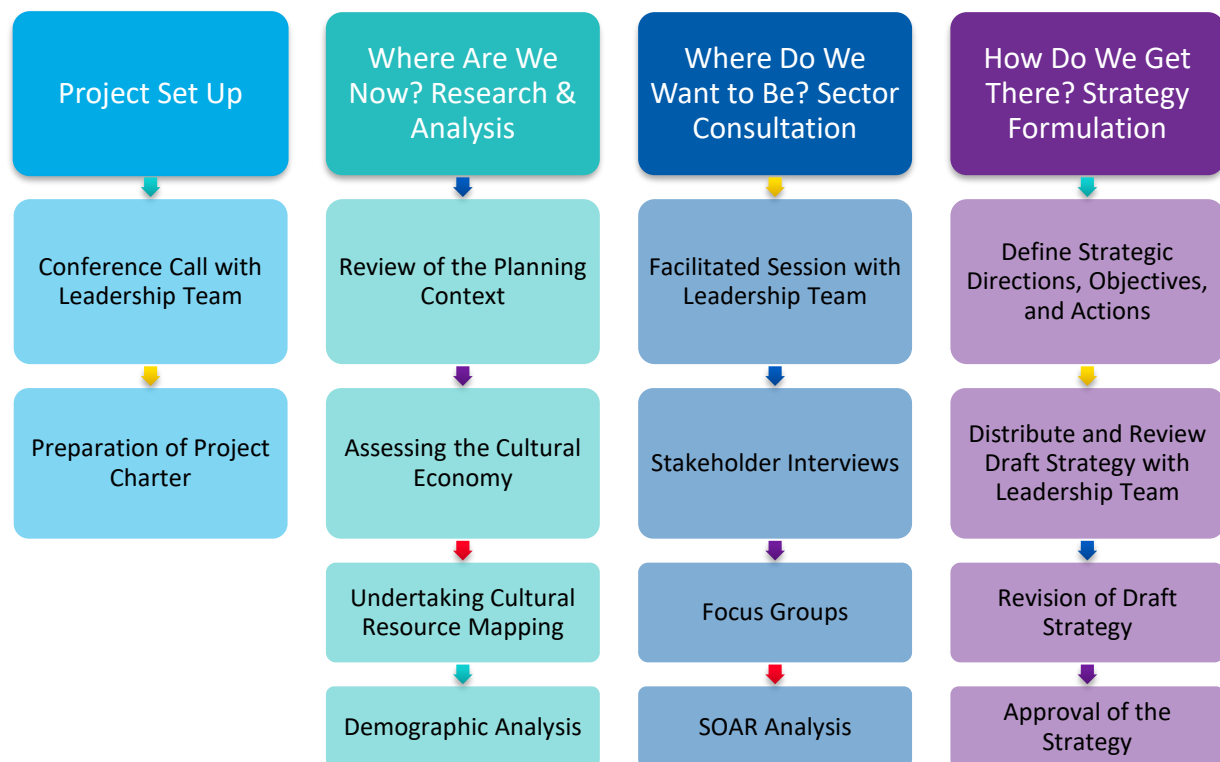 Project Set Up
Where Are We
Now? Research &
Analysis
Where Do We
Want to Be? Sector
Consultation
How Do We Get
There? Strategy
Formulation
Conference Call with
Leadership Team
Review of the Planning
Context
Facilitated Session with
Leadership Team
Define Strategic
Directions, Objectives,
and Actions
Preparation of Project
Charter
Assessing the Cultural
Economy
Stakeholder Interviews
Distribute and Review
Draft Strategy with
Leadership Team
Undertaking Cultural
Resource Mapping
Focus Groups
Revision of Draft
Strategy
Demographic Analysis
SOAR Analysis
Approval of the
Strategy